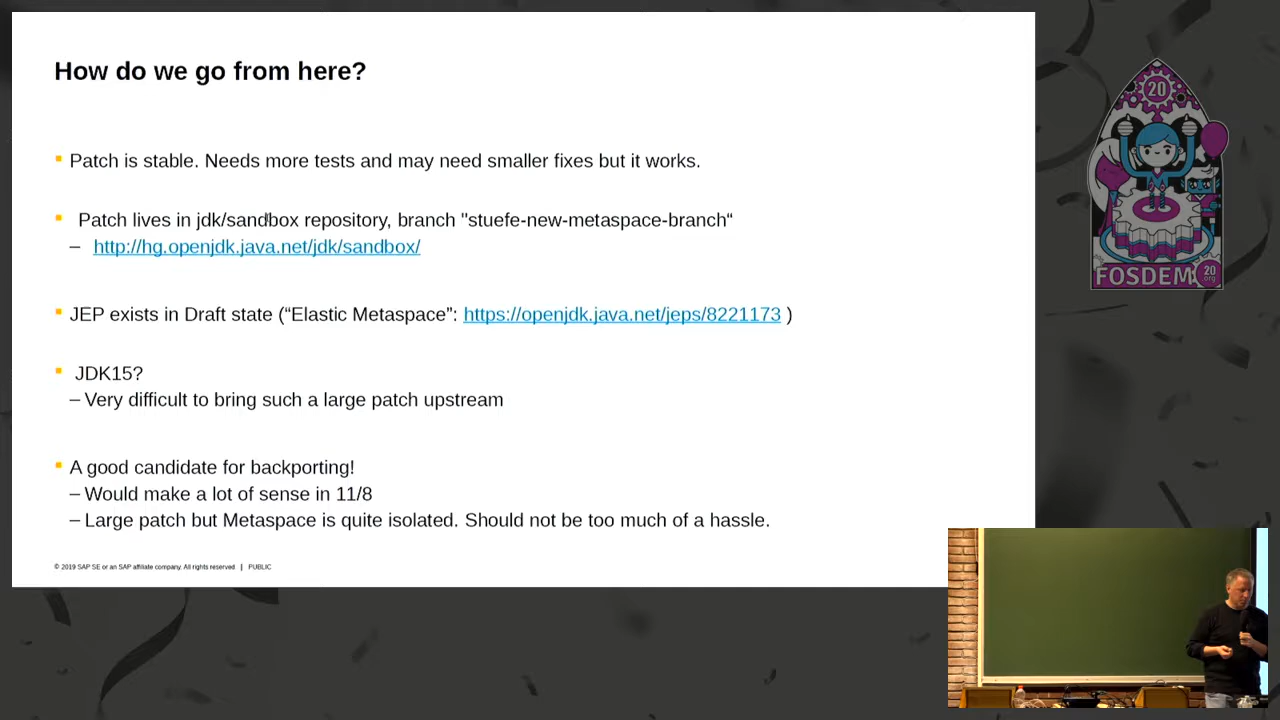 How do we go from here?
Patch is stable. Needs more tests and may need smaller fixes but it works.
Patch lives in jdk/sandbox repository, branch "stuefe-new-metaspace-branch“
– http://hg.openjdk.java.net/jdk/sandbox/
JEP exists in Draft state (“Elastic Metaspace”: https://openjdk.java.net/jeps/8221173 )
JDK15?
– Very difficult to bring such a large patch upstream
A good candidate for backporting!
– Would make a lot of sense in 11/8
– Large patch but Metaspace is quite isolated. Should not be too much of a hassle.
© 2019 SAP SE or an SAP affiliate company. All rights reserved | PUBLIC
20
FOSDEM
20
.org